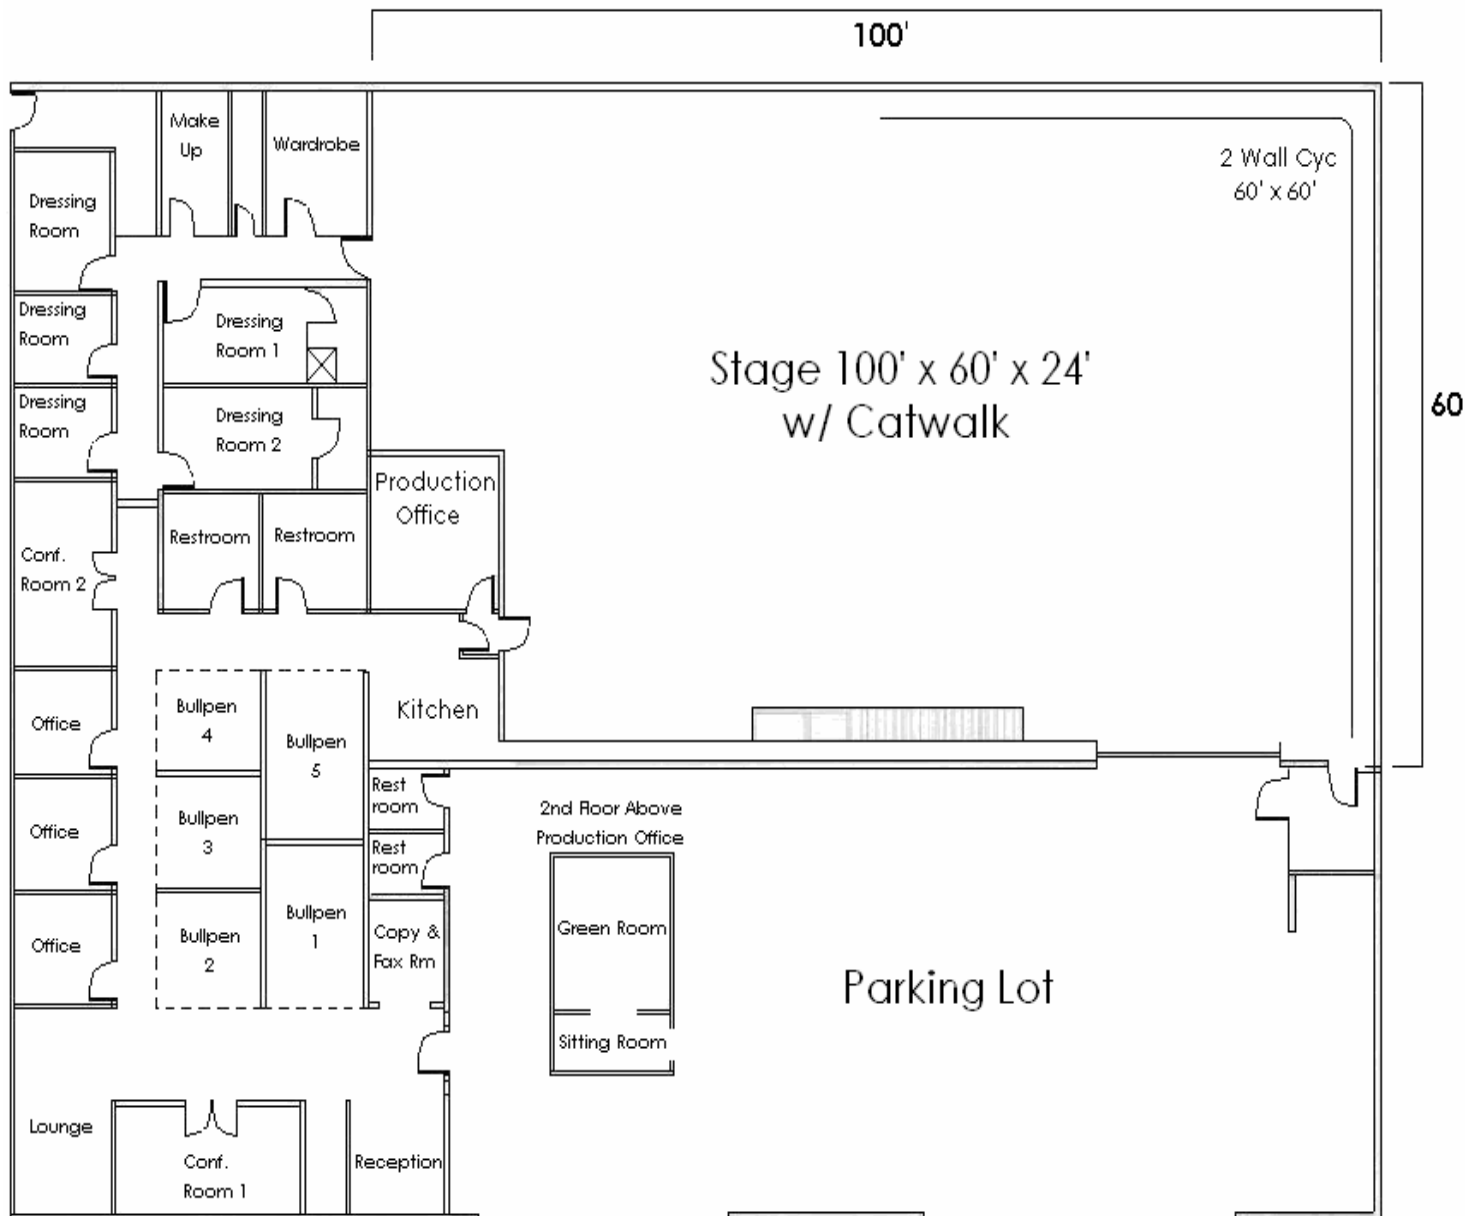 100'
Make
Up
Wardrobe
2 Wall Cyc
60' x 60'
Dressing
Room
Dressing
Room
Dressing
Room 1
Stage 100' x 60' x 24'
w/ Catwalk
60
Dressing
Room
Dressing
Room 2
Production
Office
Restroom
Restroom
Conf.
Room 2
Office
Bullpen
4
Bullpen
5
Kitchen
Rest
room
Office
Bullpen
3
2nd Floor Above
Production Office
Rest
room
Office
Bullpen
2
Bullpen
1
Copy &
Fax Rm
Green Room
Parking Lot
Sitting Room
Lounge
Conf.
Room 1
Reception